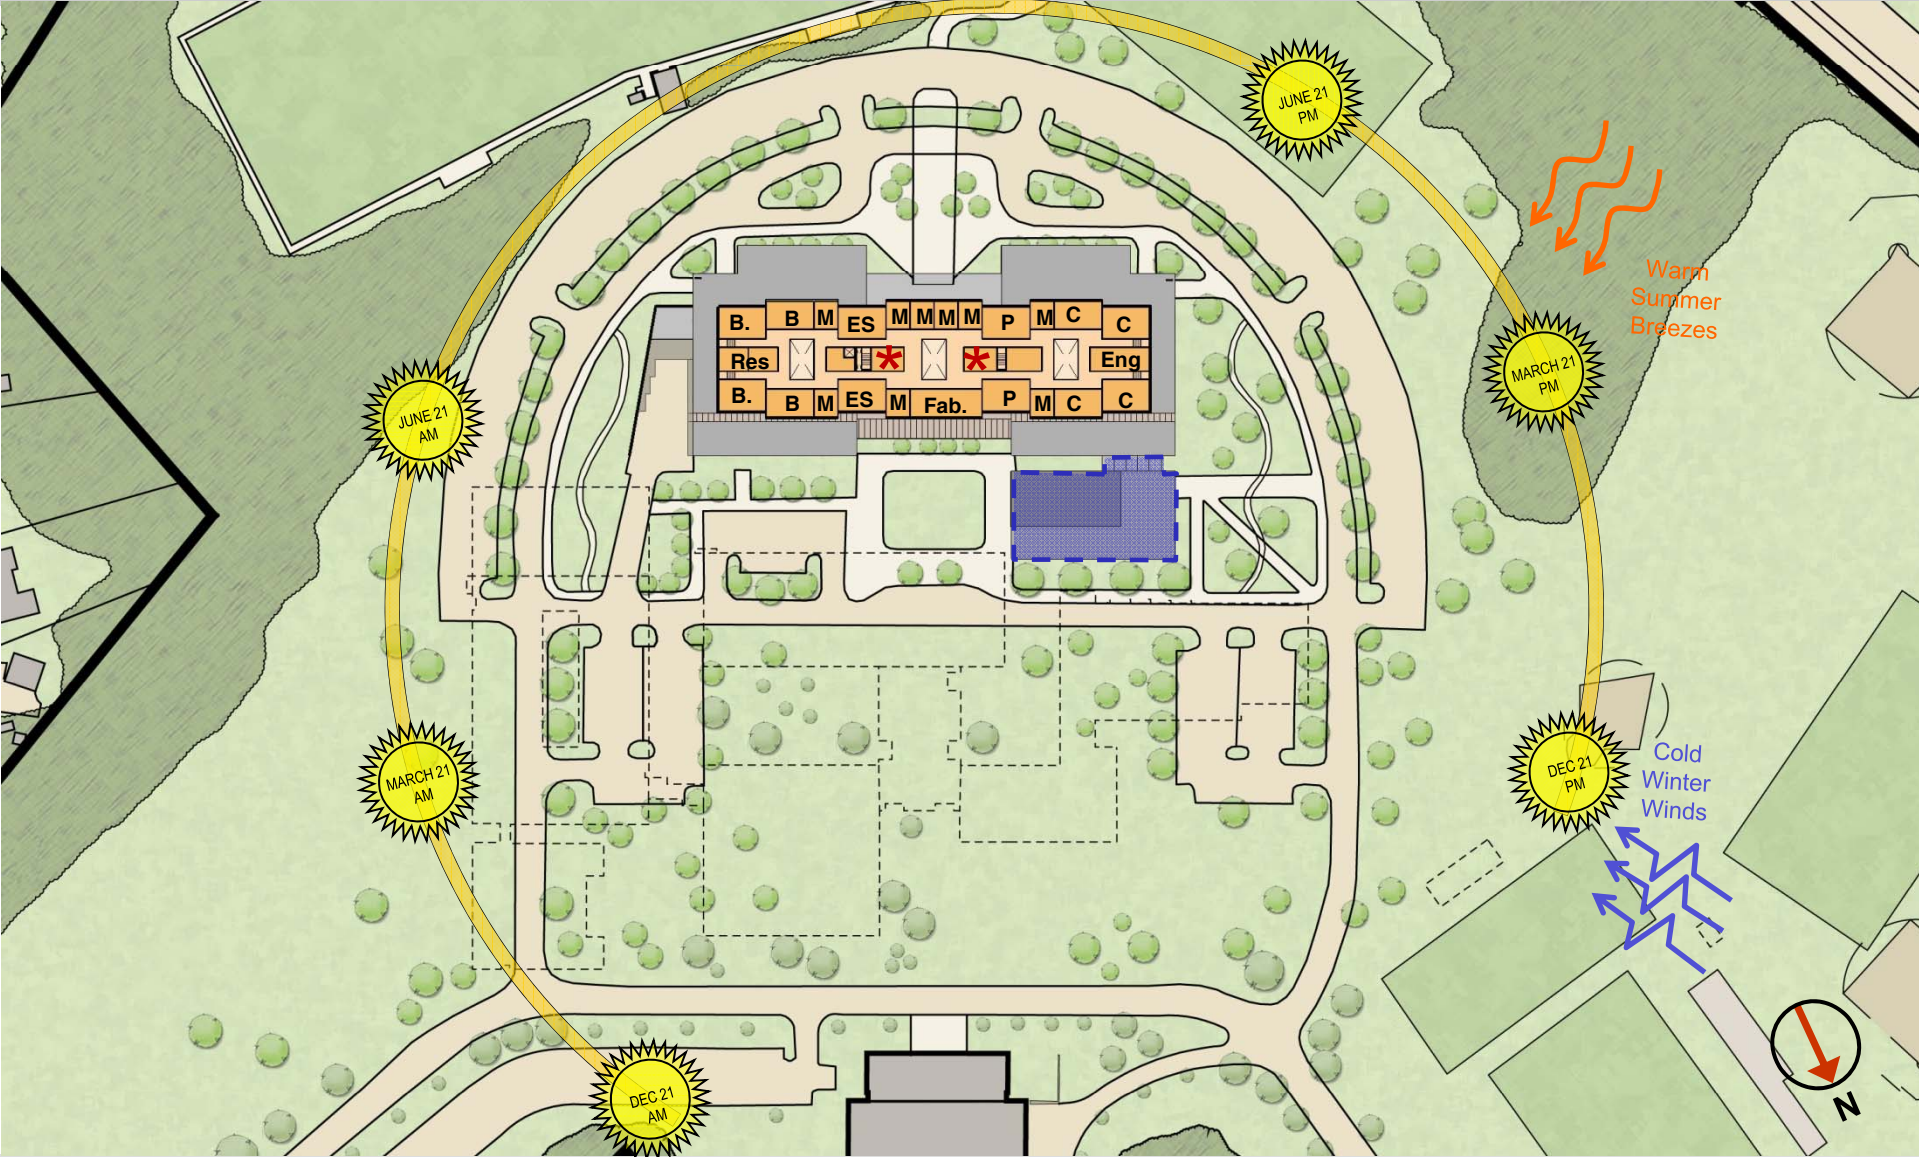 JUNE 21
PM
Warm
Summer
Breezes
B.
B
M
ES
M
M
M
M
P
M
C
C
Res
*
*
Eng
B.
B
M
ES
M
Fab.
P
M
C
C
JUNE 21
AM
MARCH 21
PM
MARCH 21
AM
DEC 21
PM
Cold
Winter
Winds
DEC 21
AM
N